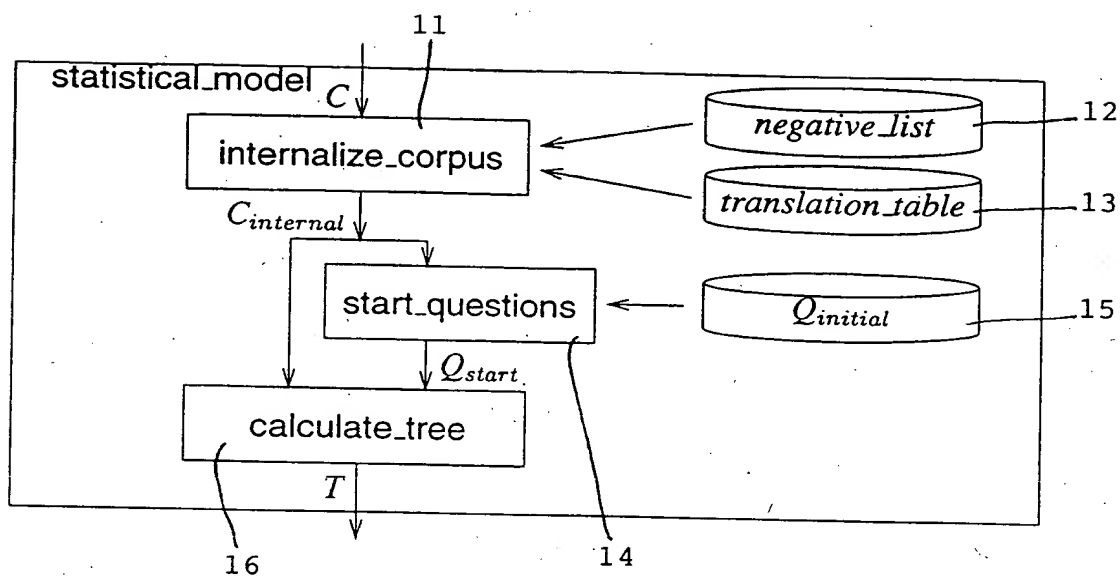 11
statistical_model
C
internalize_corpus
negative_list
12
translation_table
13
C_internal
start_questions
Q_initial
15
Q_start
calculate_tree
T
16
14